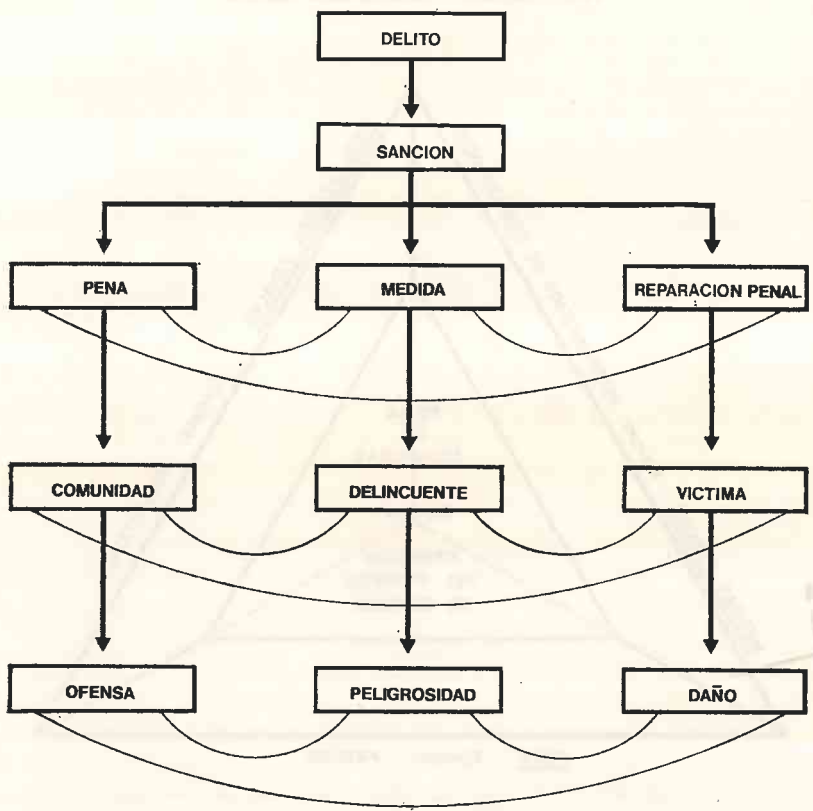 DELITO
SANCION
PENA
MEDIDA
REPARACION PENAL
COMUNIDAD
DELINCUENTE
VICTIMA
OFENSA
PELIGROSIDAD
DAÑO